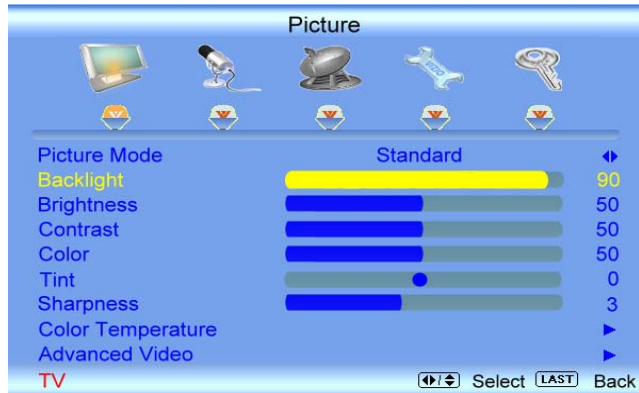 Picture
VIZIO
Picture Mode Standard
Backlight 90
Brightness 50
Contrast 50
Color 50
Tint 0
Sharpness 3
Color Temperature
Advanced Video
TV Select LAST Back